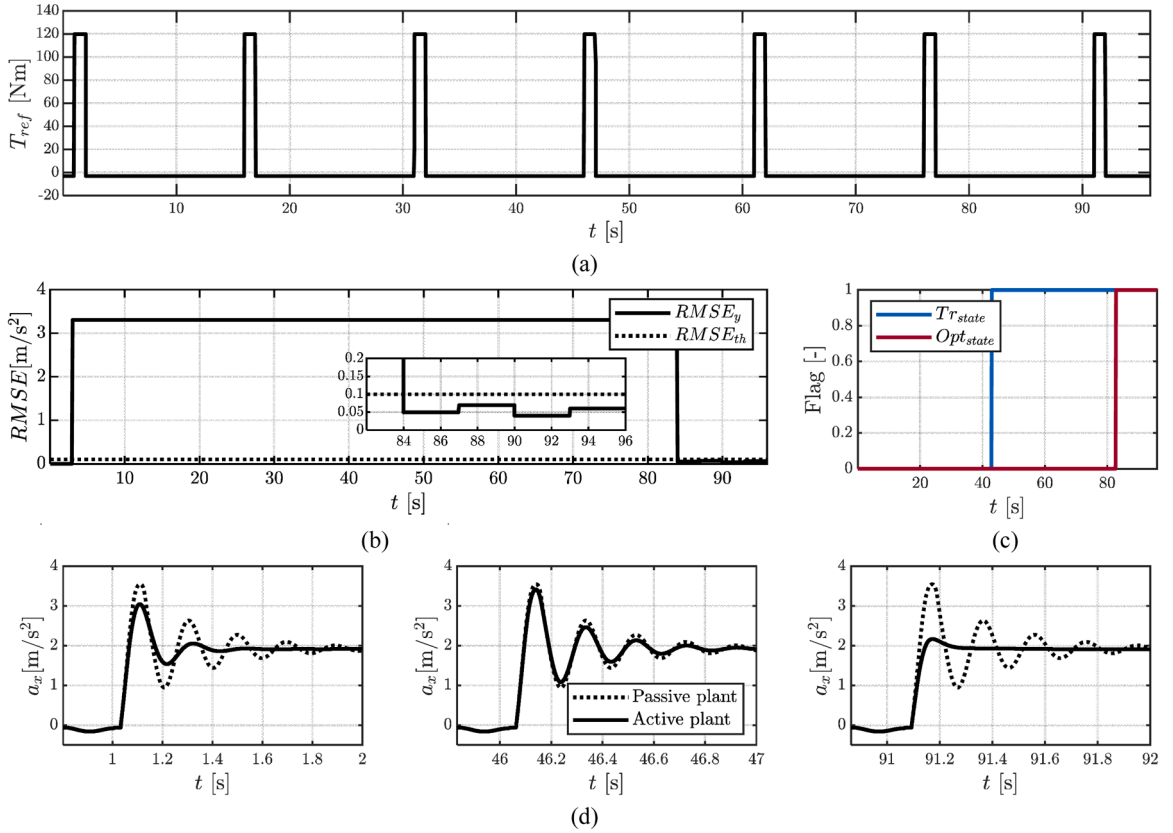 140
120
100
80
60
40
20
0
-20
T_ref [Nm]
10 20 30 40 50 60 70 80 90
t [s]
(a)
4
3
2
1
0
RMSE[m/s²]
RMSE_y
RMSE_th
0.2
0.15
0.1
0.05
0
84 86 88 90 92 94 96
10 20 30 40 50 60 70 80 90
t [s]
(b)
1
0.8
0.6
0.4
0.2
0
Flag [-]
Tr_state
Opt_state
20 40 60 80
t [s]
(c)
4
3
2
1
0
a_x[m/s²]
1 1.2 1.4 1.6 1.8 2
t [s]
4
3
2
1
0
a_x[m/s²]
Passive plant
Active plant
46 46.2 46.4 46.6 46.8 47
t [s]
4
3
2
1
0
a_x[m/s²]
91 91.2 91.4 91.6 91.8 92
t [s]
(d)